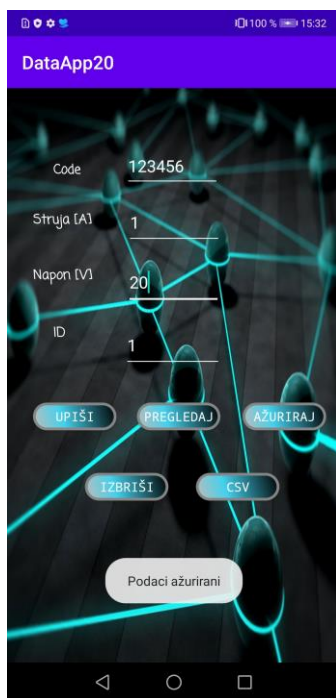 100 % 15:32
DataApp20
Code 123456
Struja [A] 1
Napon [V] 20
ID
1
UPIŠI PREGLEDAJ AŽURIRAJ
IZBRIŠI CSV
Podaci ažurirani